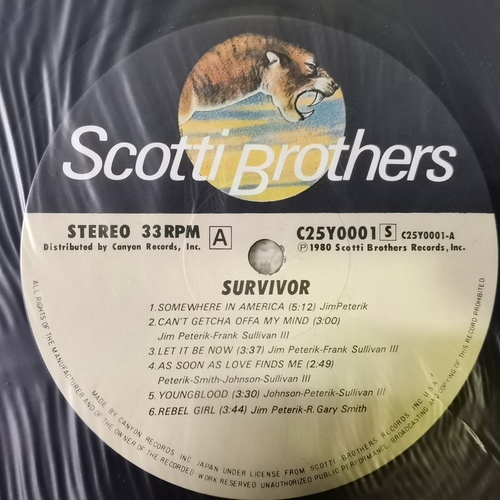 Scotti Brothers
STEREO 33RPM A C25Y0001 S C25Y0001-A
Distributed by Canyon Records, Inc. Ⓟ1980 Scotti Brothers Records, Inc.
SURVIVOR
1.SOMEWHERE IN AMERICA (5:12) JimPeterik
2.CAN'T GETCHA OFFA MY MIND (3:00)
Jim Peterik-Frank Sullivan III
3.LET IT BE NOW (3:37) Jim Peterik-Frank Sullivan III
4.AS SOON AS LOVE FINDS ME (2:49)
Peterik-Smith-Johnson-Sullivan III
5.YOUNGBLOOD (3:30) Johnson-Peterik-Sullivan III
6.REBEL GIRL (3:44) Jim Peterik-R.Gary Smith
MADE BY CANYON RECORDS, INC. JAPAN UNDER LICENSE FROM SCOTTI BROTHERS RECORDS, INC. U.S.A.
ALL RIGHTS OF THE MANUFACTURER AND OF THE OWNER OF THE RECORDED WORK RESERVED UNAUTHORIZED PUBLIC PERFORMANCE, BROADCASTING AND COPYING OF THIS RECORD PROHIBITED